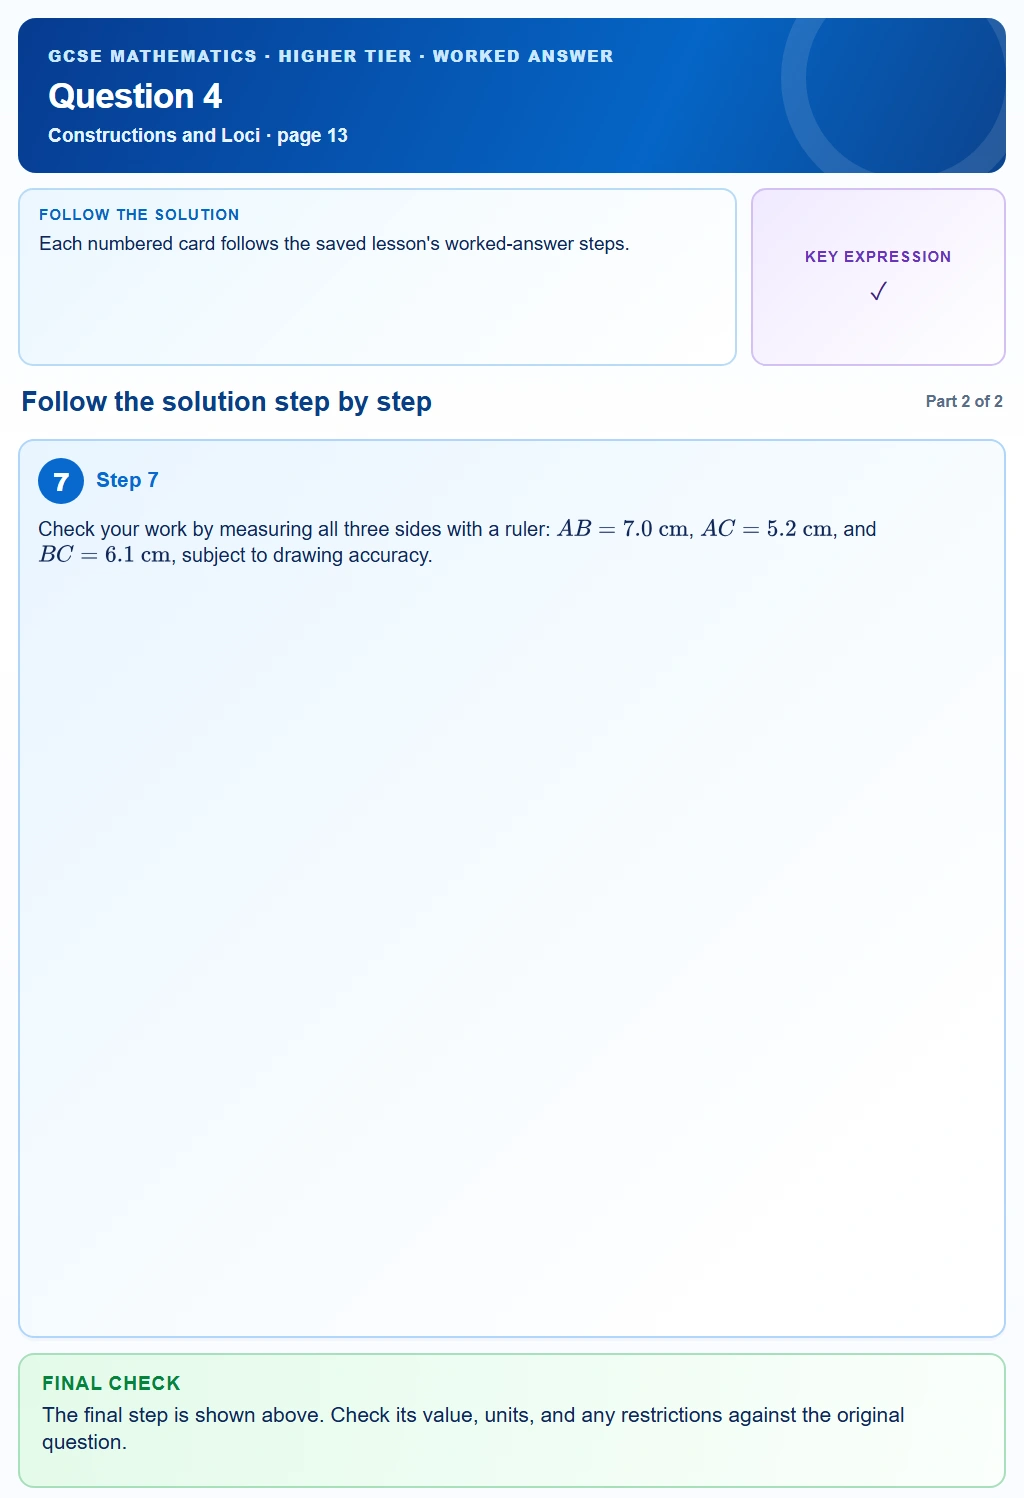 GCSE MATHEMATICS · HIGHER TIER · WORKED ANSWER
Question 4
Constructions and Loci · page 13
FOLLOW THE SOLUTION
Each numbered card follows the saved lesson's worked-answer steps.
KEY EXPRESSION
✓
Follow the solution step by step
Part 2 of 2
7 Step 7
Check your work by measuring all three sides with a ruler: AB = 7.0 cm, AC = 5.2 cm, and
BC = 6.1 cm, subject to drawing accuracy.
FINAL CHECK
The final step is shown above. Check its value, units, and any restrictions against the original
question.